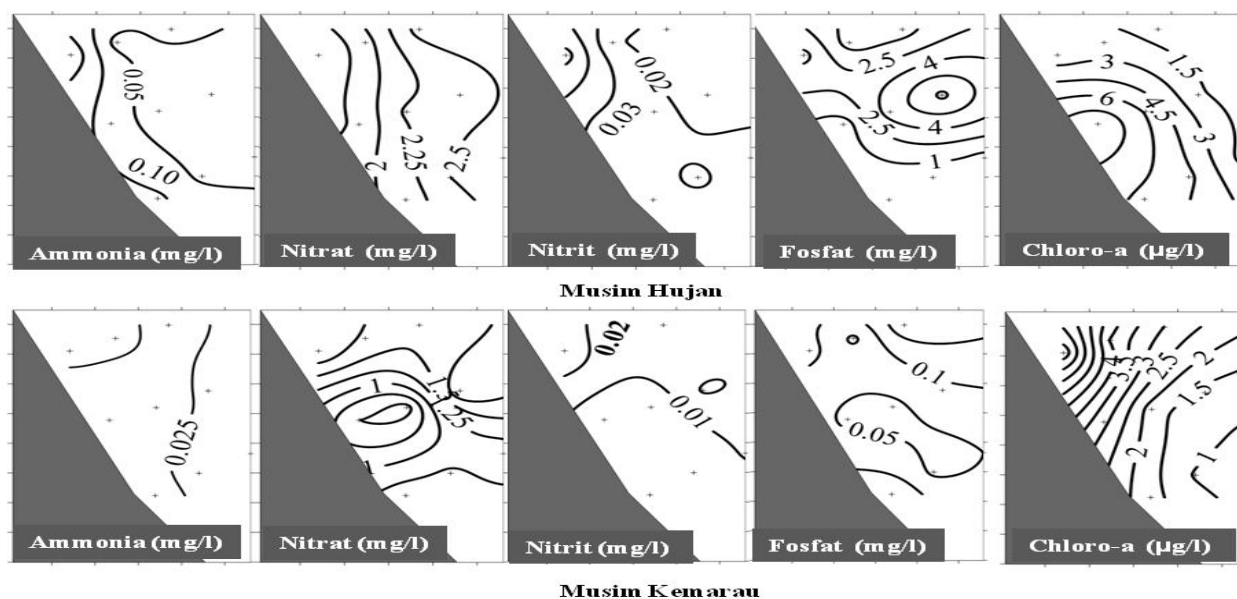 0.05
0.10
Ammonia (mg/l)
2
2.25
2.5
Nitrat (mg/l)
0.02
0.03
Nitrit (mg/l)
2.5
4
2.5
4
1
Fosfat (mg/l)
1.5
3
4.5
6
3
Chloro-a (µg/l)
Musim Hujan
0.025
Ammonia (mg/l)
1
.25
1
Nitrat (mg/l)
0.02
0.01
Nitrit (mg/l)
0.1
0.05
Fosfat (mg/l)
2
2.5
1.5
2
1
Chloro-a (µg/l)
Musim Kemarau